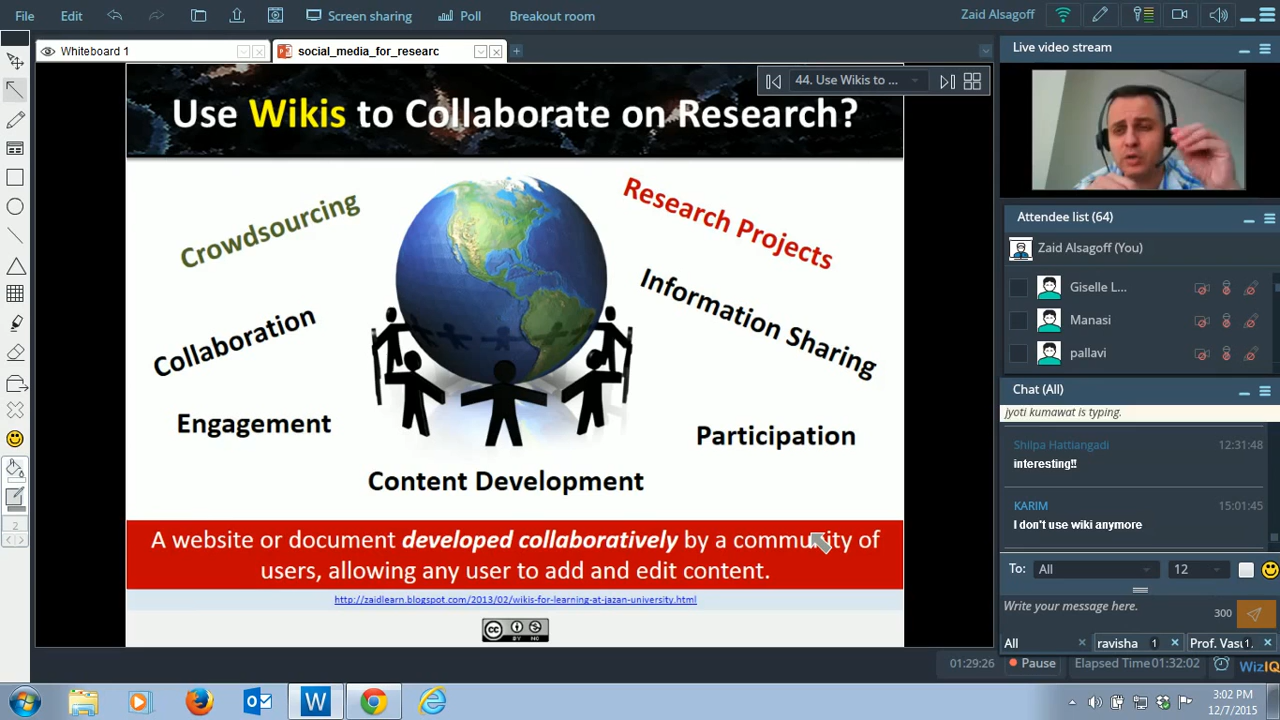 File
Edit
Screen sharing
Poll
Breakout room
Zaid Alsagoff
Whiteboard 1
social_media_for_researc
44. Use Wikis to ...
Use Wikis to Collaborate on Research?
Crowdsourcing
Research Projects
Collaboration
Information Sharing
Engagement
Participation
Content Development
A website or document developed collaboratively by a community of
users, allowing any user to add and edit content.
http://zaidlearn.blogspot.com/2013/02/wikis-for-learning-at-jazan-university.html
cc
BY NC
2
Live video stream
Attendee list (64)
Zaid Alsagoff (You)
Giselle L...
Manasi
pallavi
Chat (All)
jyoti kumawat is typing.
Shilpa Hattiangadi 12:31:48
interesting!!
KARIM 15:01:45
I don't use wiki anymore
To: All 12
Write your message here. 300
All ravisha 1 Prof. Vasu 1
01:29:26 Pause Elapsed Time 01:32:02 WizIQ
3:02 PM
12/7/2015